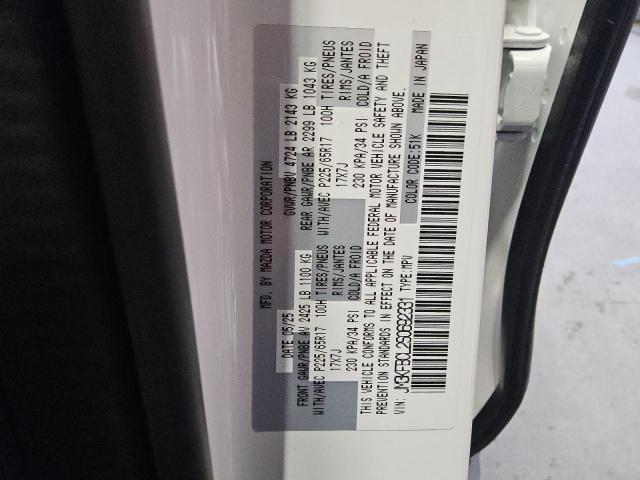 MFD. BY MAZDA MOTOR CORPORATION
DATE 05/25 GVWR/PNBV 4724 LB 2143 KG
FRONT GAWR/PNBE AV 2425 LB 1100 KG REAR GAWR/PNBE AR 2299 LB 1043 KG
WITH/AVEC P225/65R17 100H TIRES/PNEUS WITH/AVEC P225/65R17 100H TIRES/PNEUS
17X7J RIMS/JANTES 17X7J RIMS/JANTES
230 KPA/34 PSI COLD/A FROID 230 KPA/34 PSI COLD/A FROID
THIS VEHICLE CONFORMS TO ALL APPLICABLE FEDERAL MOTOR VEHICLE SAFETY AND THEFT
PREVENTION STANDARDS IN EFFECT ON THE DATE OF MANUFACTURE SHOWN ABOVE.
VIN: JM3KFBCL2S0692331 TYPE:MPV COLOR CODE:51K MADE IN JAPAN